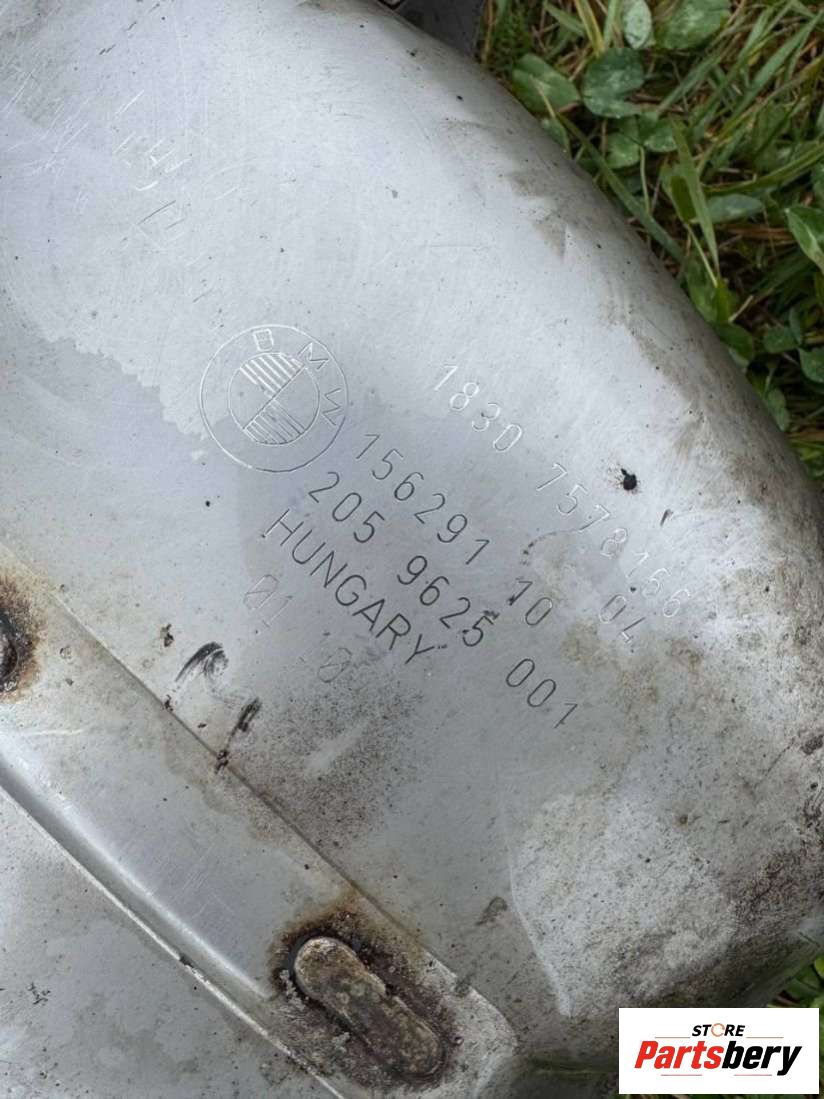 BMW
1830 7578166 04
156291 10
205 9625 001
HUNGARY
STORE
Partsbery